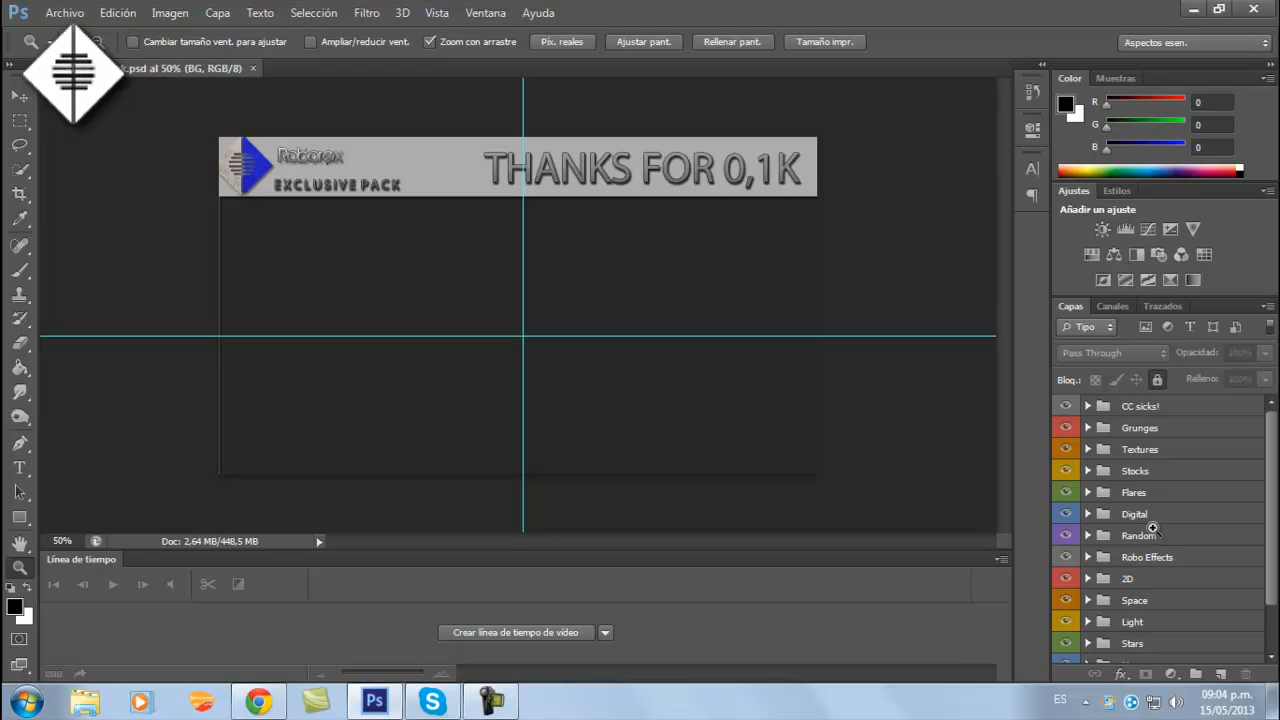 Ps Archivo Edición Imagen Capa Texto Selección Filtro 3D Vista Ventana Ayuda
Cambiar tamaño vent. para ajustar Ampliar/reducir vent. Zoom con arrastre Píx. reales Ajustar pant. Rellenar pant. Tamaño impr. Aspectos esen.
k.psd al 50% (BG, RGB/8)
Color Muestras
R 0
G 0
B 0
THANKS FOR 0,1K
EXCLUSIVE PACK
Ajustes Estilos
Añadir un ajuste
Capas Canales Trazados
Tipo
Pass Through Opacidad: 100%
Bloq.: Relleno: 100%
CC sicks!
Grunges
Textures
Stocks
Flares
Digital
Random
Robo Effects
2D
Space
Light
Stars
50% Doc: 2,64 MB/448,5 MB
Línea de tiempo
Crear línea de tiempo de vídeo
Ps
ES
09:04 p.m.
15/05/2013